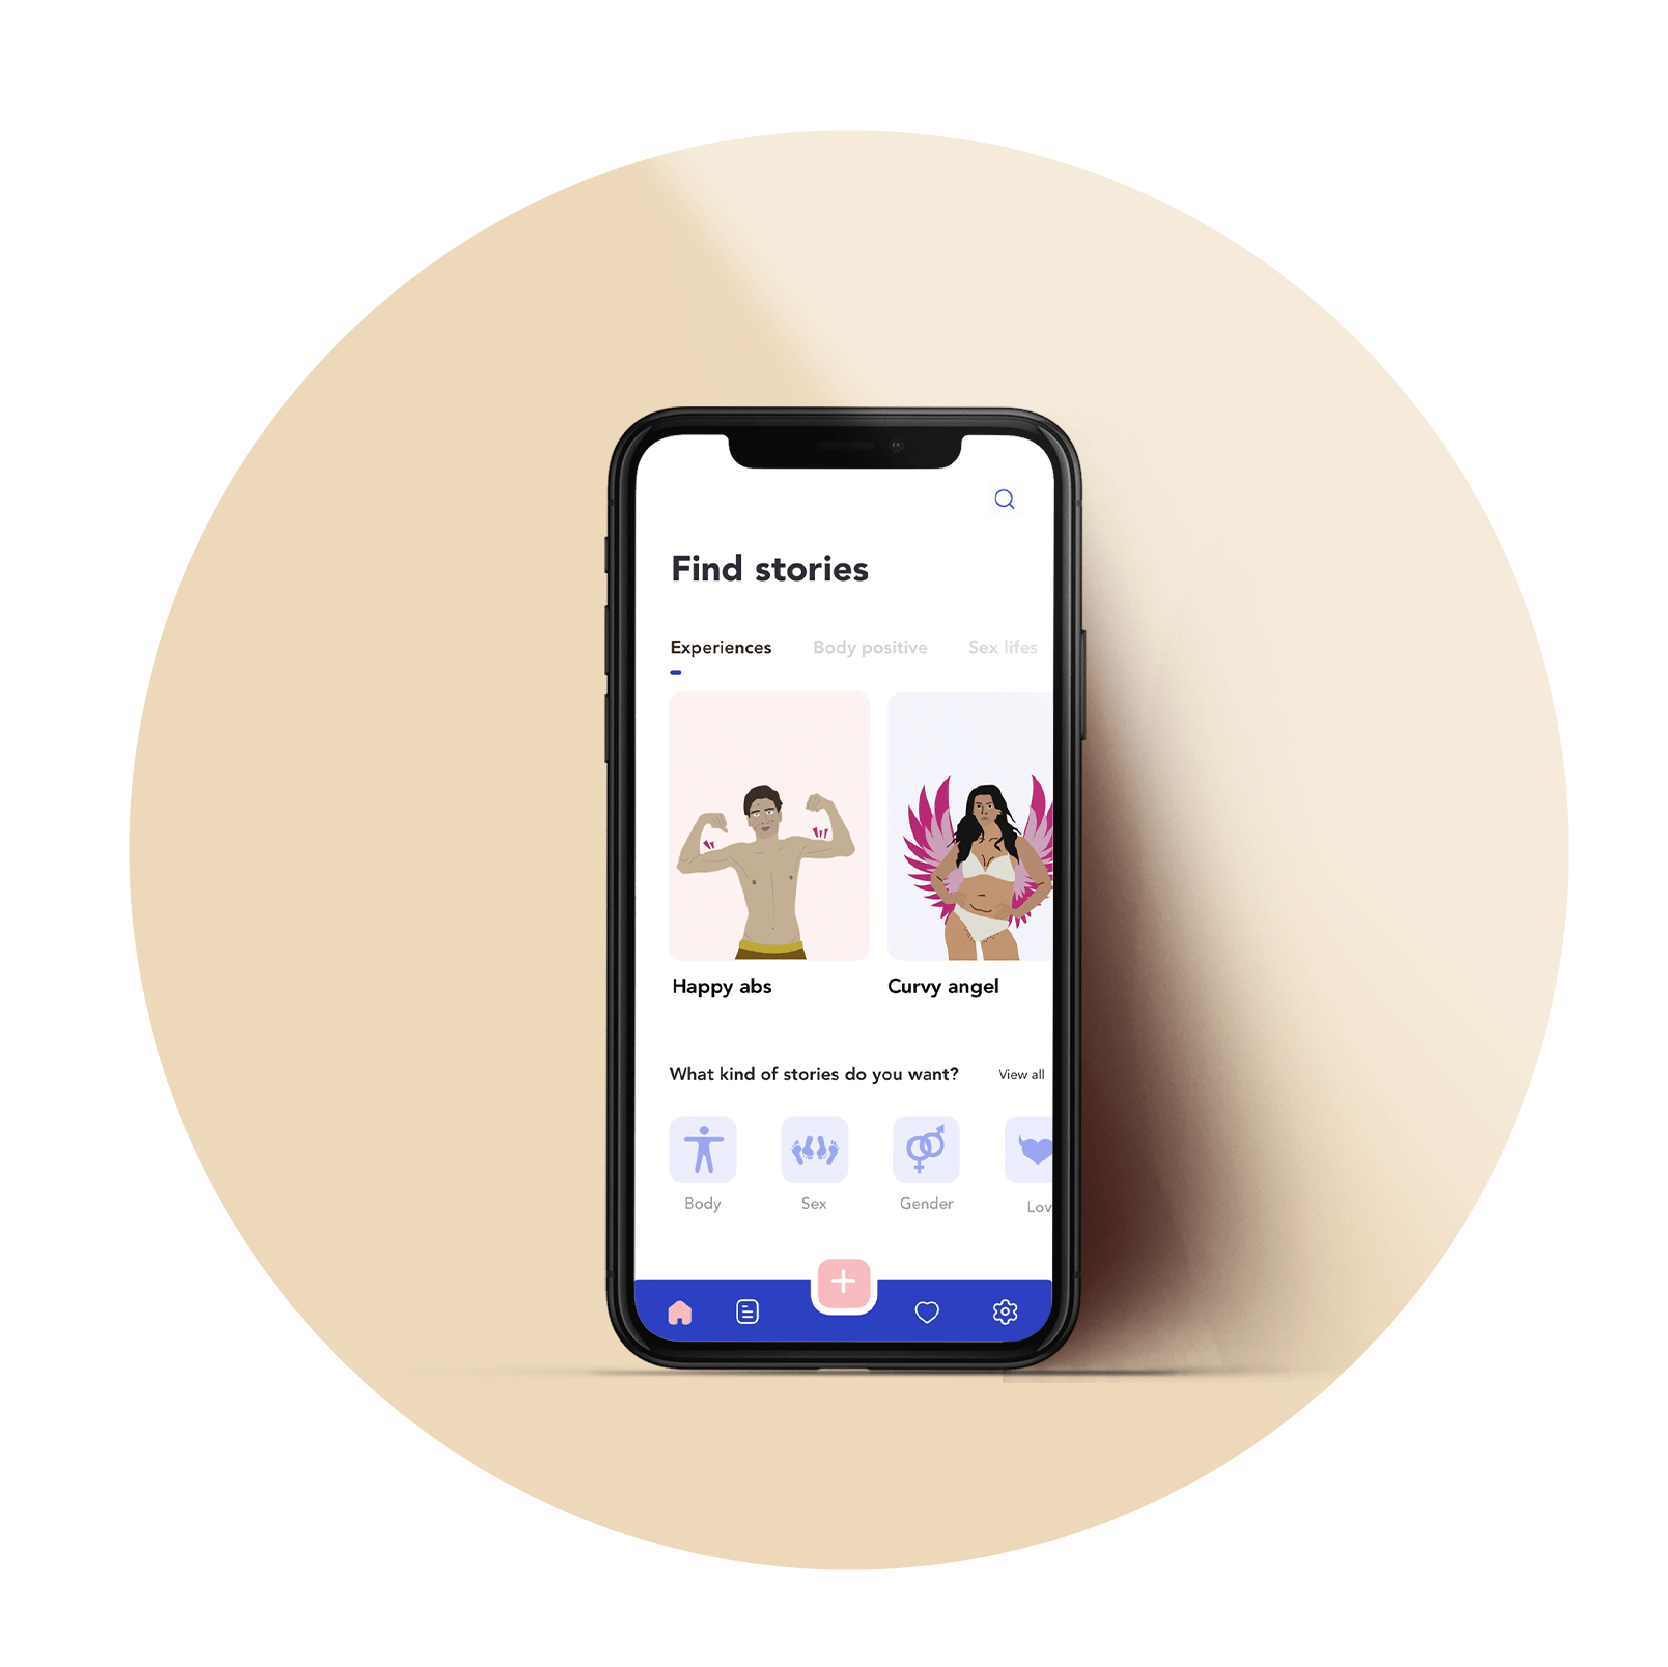 Find stories
Experiences Body positive Sex lifes
Happy abs Curvy angel
What kind of stories do you want? View all
Body Sex Gender Lov